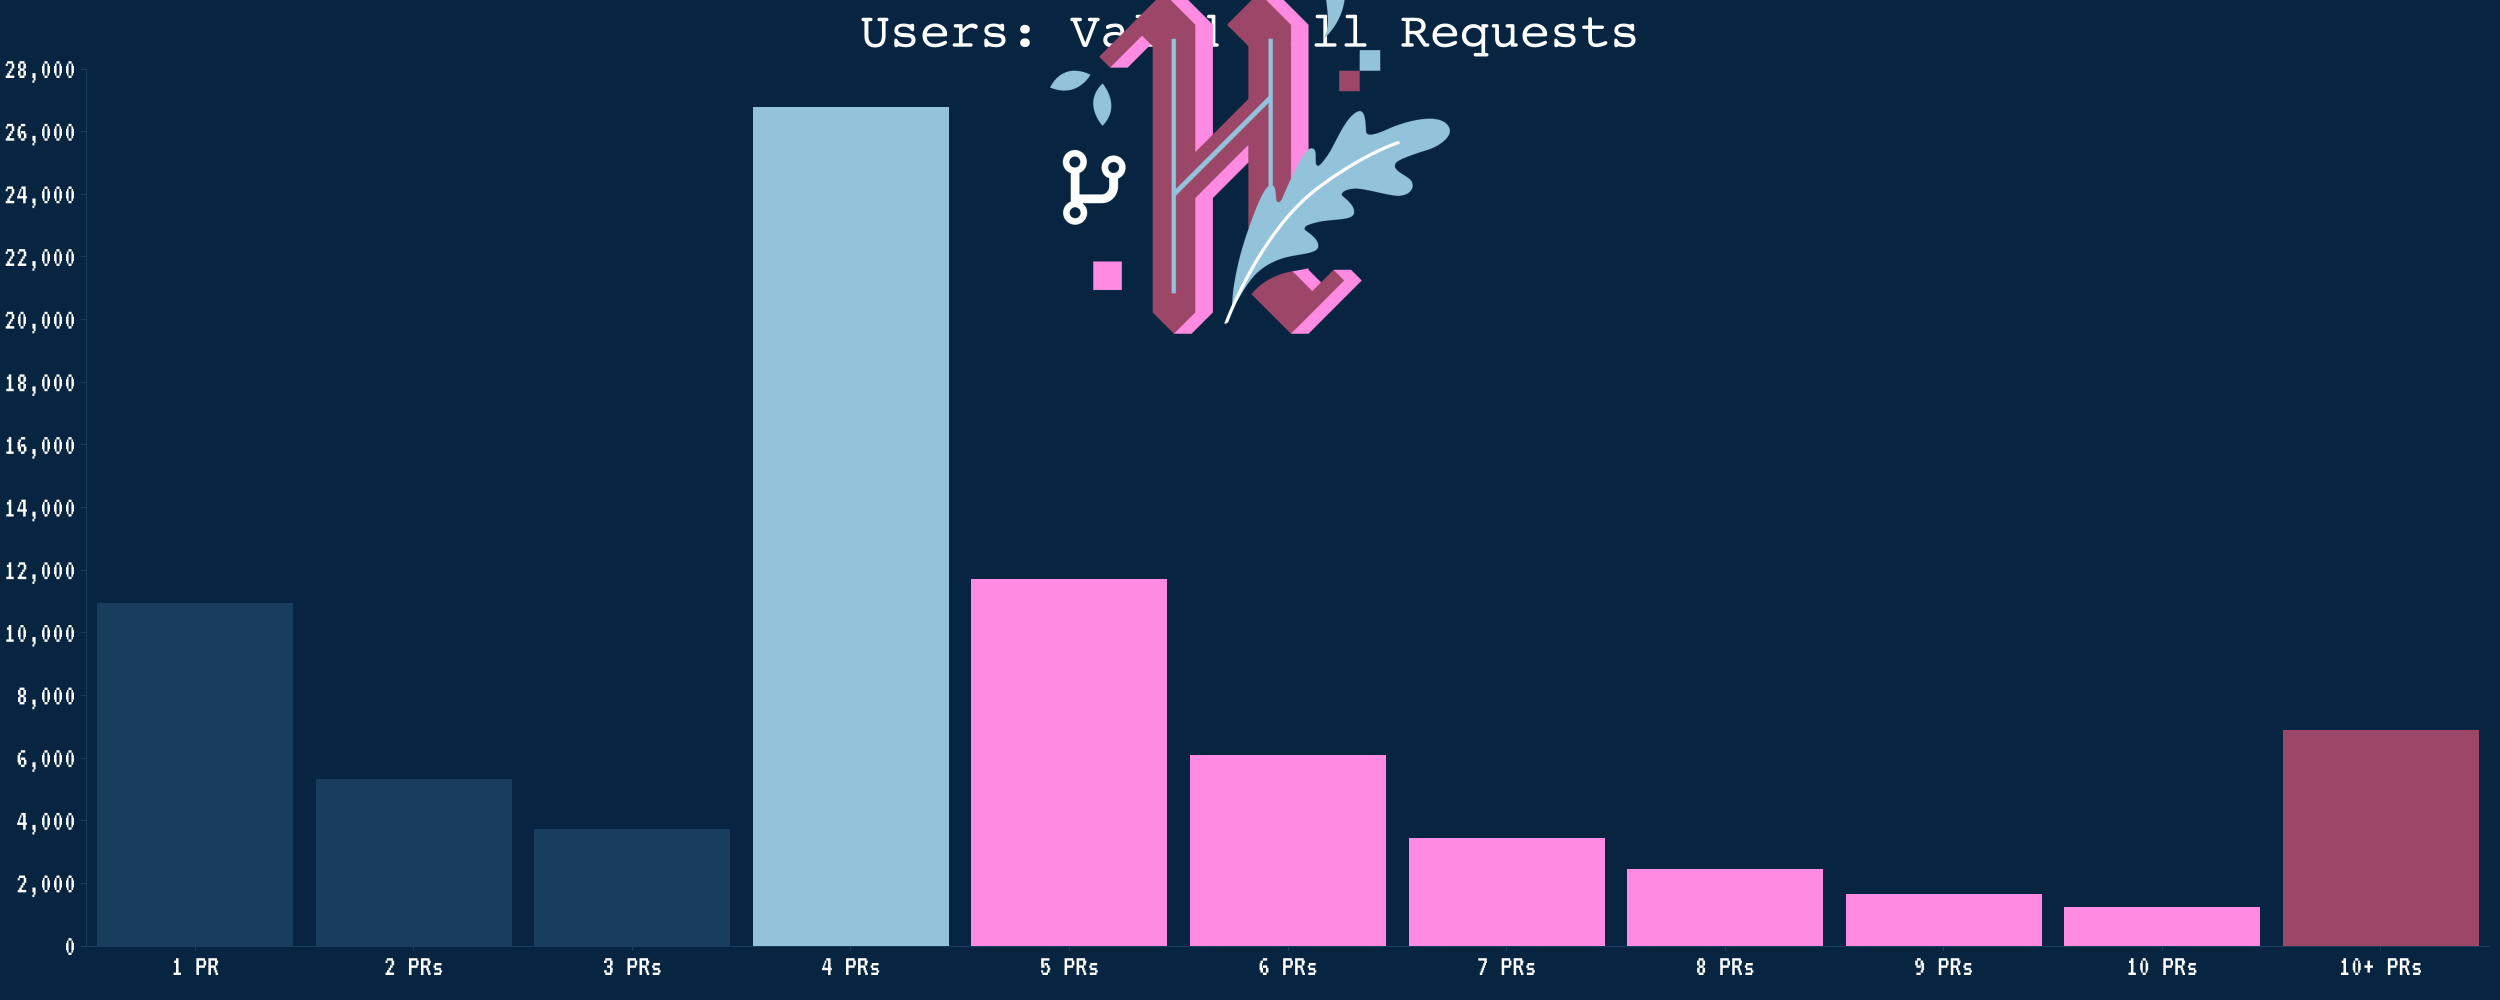 Users: Requests
28,000
26,000
24,000
22,000
20,000
18,000
16,000
14,000
12,000
10,000
8,000
6,000
4,000
2,000
0
1 PR
2 PRs
3 PRs
4 PRs
5 PRs
6 PRs
7 PRs
8 PRs
9 PRs
10 PRs
10+ PRs